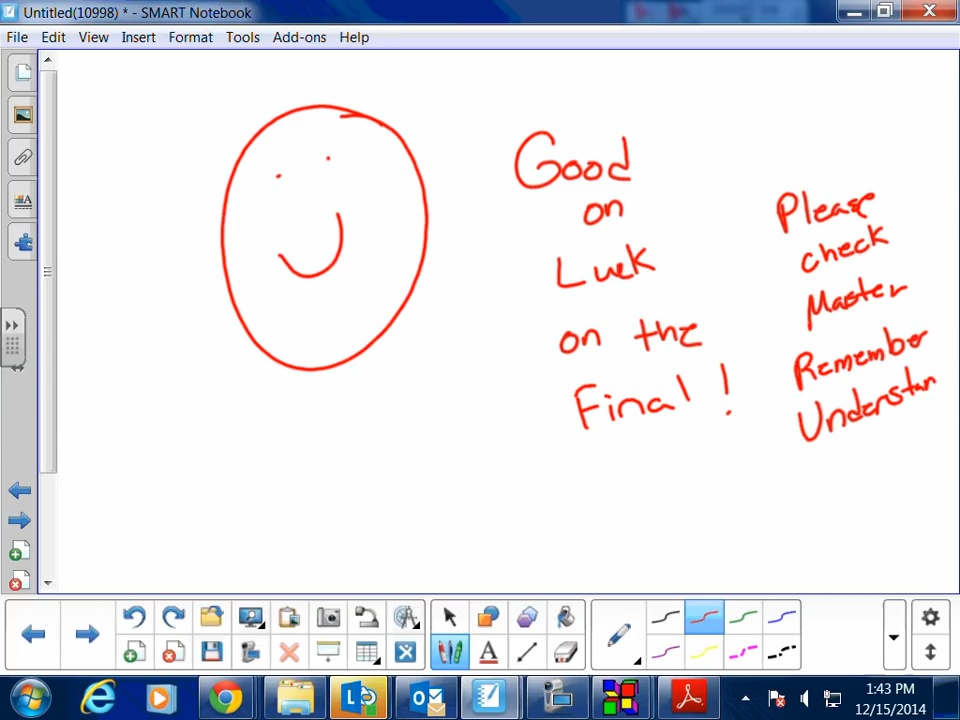 Untitled(10998) * - SMART Notebook
File Edit View Insert Format Tools Add-ons Help
Good
on
Luck
on the
Final!
Please
check
Master
Remember
Understan
1:43 PM
12/15/2014